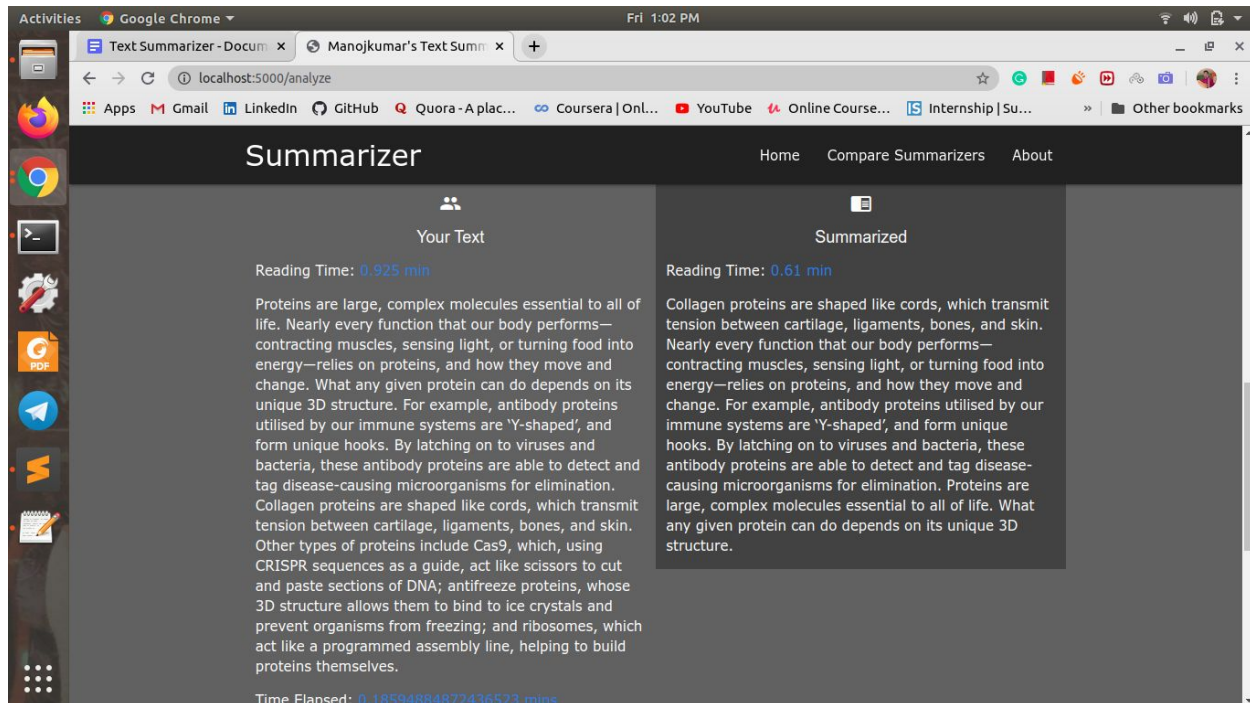 Activities
Google Chrome
Fri 1:02 PM
Text Summarizer - Docum
Manojkumar's Text Summ
localhost:5000/analyze
Apps
Gmail
LinkedIn
GitHub
Quora - A plac...
Coursera | Onl...
YouTube
Online Course...
Internship | Su...
»
Other bookmarks
Summarizer
Home
Compare Summarizers
About
Your Text
Reading Time: 0.925 min
Proteins are large, complex molecules essential to all of
life. Nearly every function that our body performs—
contracting muscles, sensing light, or turning food into
energy—relies on proteins, and how they move and
change. What any given protein can do depends on its
unique 3D structure. For example, antibody proteins
utilised by our immune systems are ‘Y-shaped’, and
form unique hooks. By latching on to viruses and
bacteria, these antibody proteins are able to detect and
tag disease-causing microorganisms for elimination.
Collagen proteins are shaped like cords, which transmit
tension between cartilage, ligaments, bones, and skin.
Other types of proteins include Cas9, which, using
CRISPR sequences as a guide, act like scissors to cut
and paste sections of DNA; antifreeze proteins, whose
3D structure allows them to bind to ice crystals and
prevent organisms from freezing; and ribosomes, which
act like a programmed assembly line, helping to build
proteins themselves.
Time Elapsed: 0.18594884872436523 mins
Summarized
Reading Time: 0.61 min
Collagen proteins are shaped like cords, which transmit
tension between cartilage, ligaments, bones, and skin.
Nearly every function that our body performs—
contracting muscles, sensing light, or turning food into
energy—relies on proteins, and how they move and
change. For example, antibody proteins utilised by our
immune systems are ‘Y-shaped’, and form unique
hooks. By latching on to viruses and bacteria, these
antibody proteins are able to detect and tag disease-
causing microorganisms for elimination. Proteins are
large, complex molecules essential to all of life. What
any given protein can do depends on its unique 3D
structure.
PDF